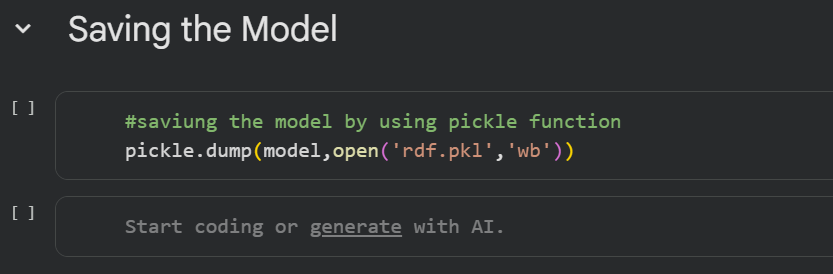 Saving the Model
[ ]
#saviung the model by using pickle function
pickle.dump(model,open('rdf.pkl','wb'))
[ ]
Start coding or generate with AI.